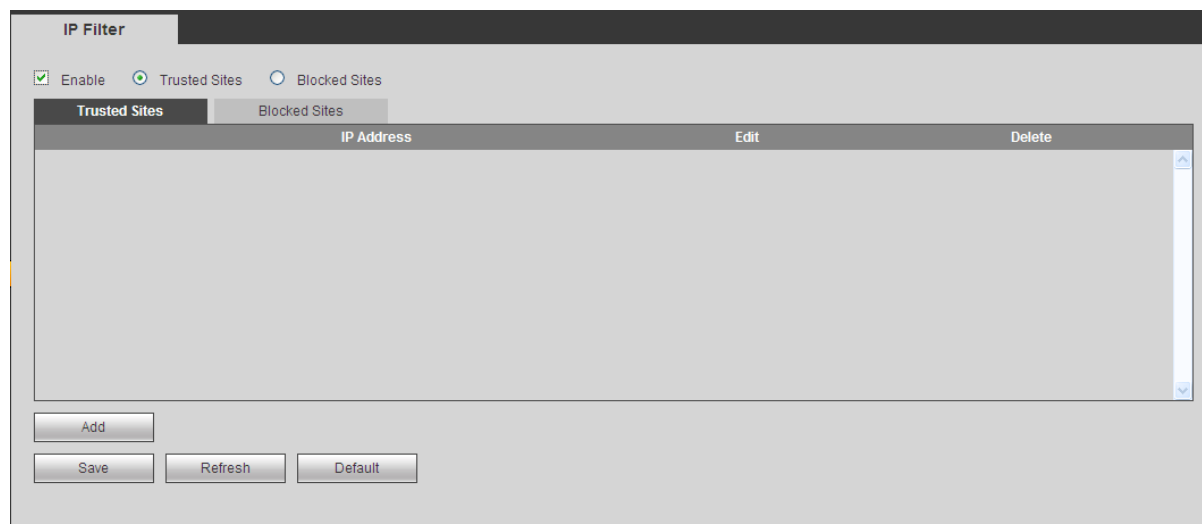 IP Filter
Enable Trusted Sites Blocked Sites
Trusted Sites Blocked Sites
IP Address Edit Delete
Add
Save Refresh Default